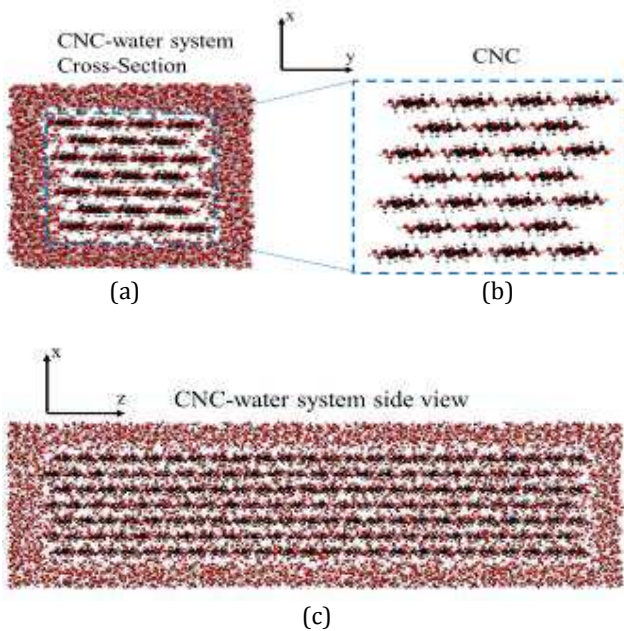 CNC-water system
Cross-Section
x
y
CNC
(a)
(b)
x
z
CNC-water system side view
(c)